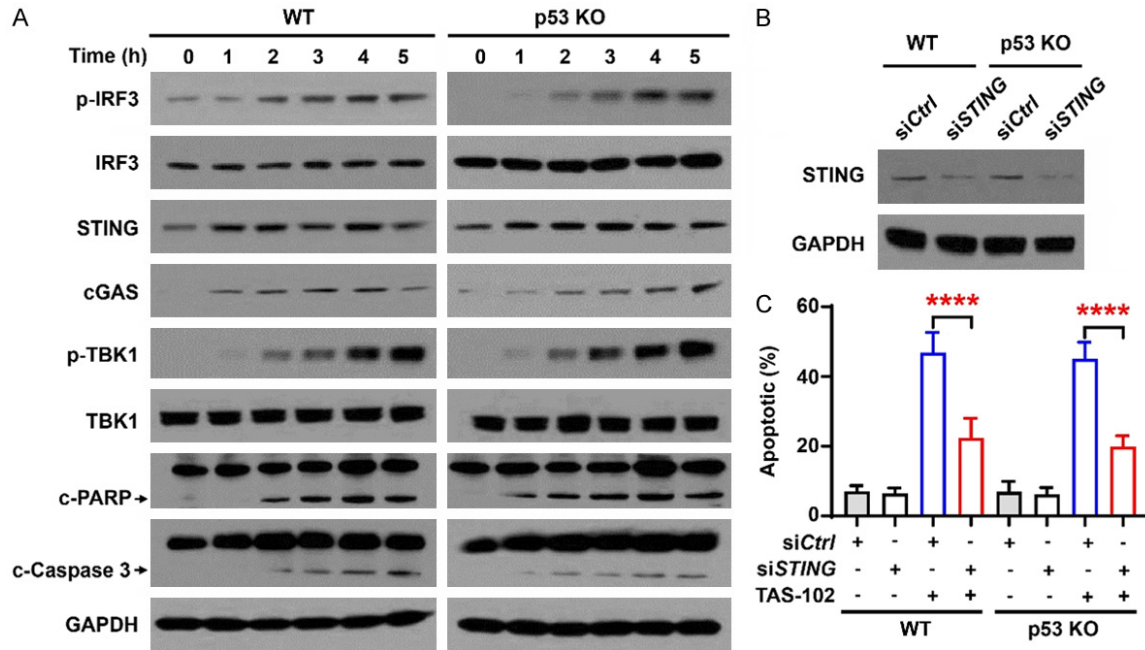 A
WT p53 KO
Time (h) 0 1 2 3 4 5 0 1 2 3 4 5
p-IRF3
IRF3
STING
cGAS
p-TBK1
TBK1
c-PARP
c-Caspase 3
GAPDH
B
WT p53 KO
siCtrl siSTING siCtrl siSTING
STING
GAPDH
C
**** ****
Apoptotic (%)
60
40
20
0
siCtrl + - + - + - + -
siSTING - + - + - + - +
TAS-102 - - + + - - + +
WT p53 KO